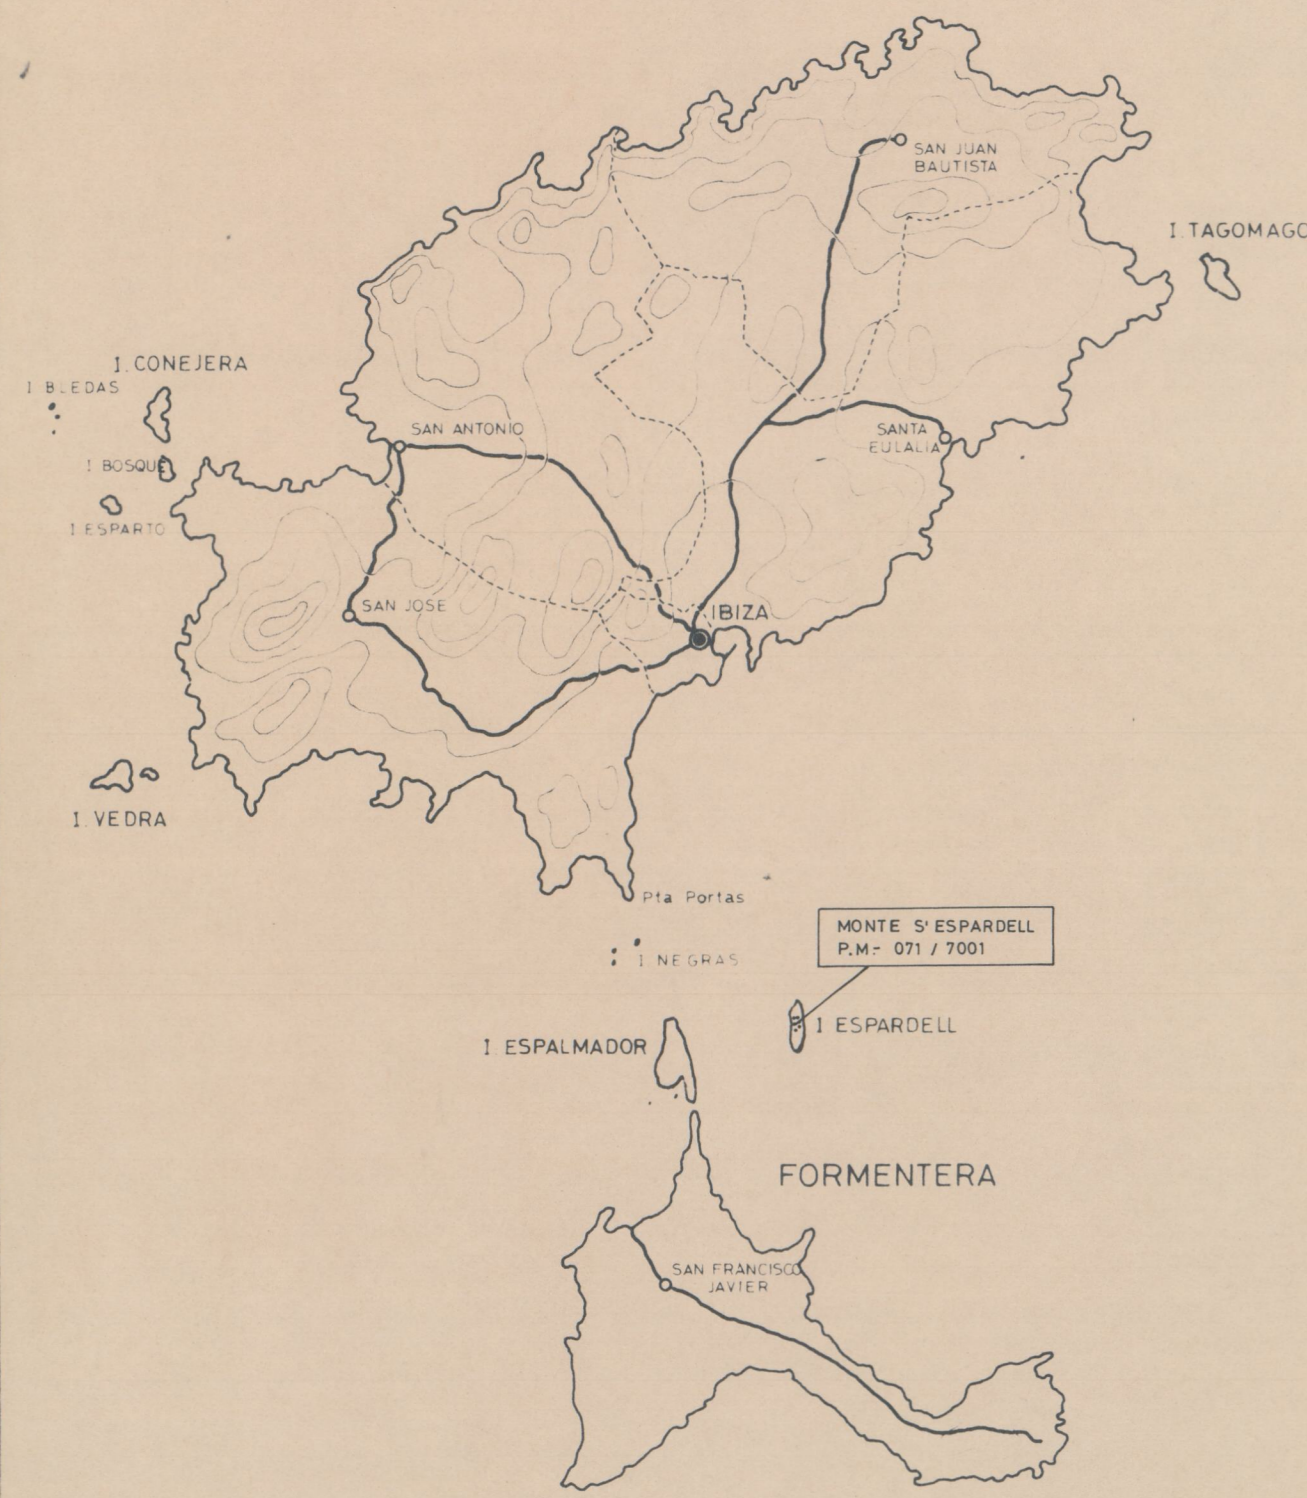 SAN JUAN
BAUTISTA
I. TAGOMAGO
I. CONEJERA
I BLEDAS
SAN ANTONIO
SANTA
EULALIA
I BOSQUE
I ESPARTO
SAN JOSE
IBIZA
I. VEDRA
Pta Portas
MONTE S' ESPARDELL
P.M.- 071 / 7001
I NEGRAS
I ESPARDELL
I. ESPALMADOR
FORMENTERA
SAN FRANCISCO
JAVIER